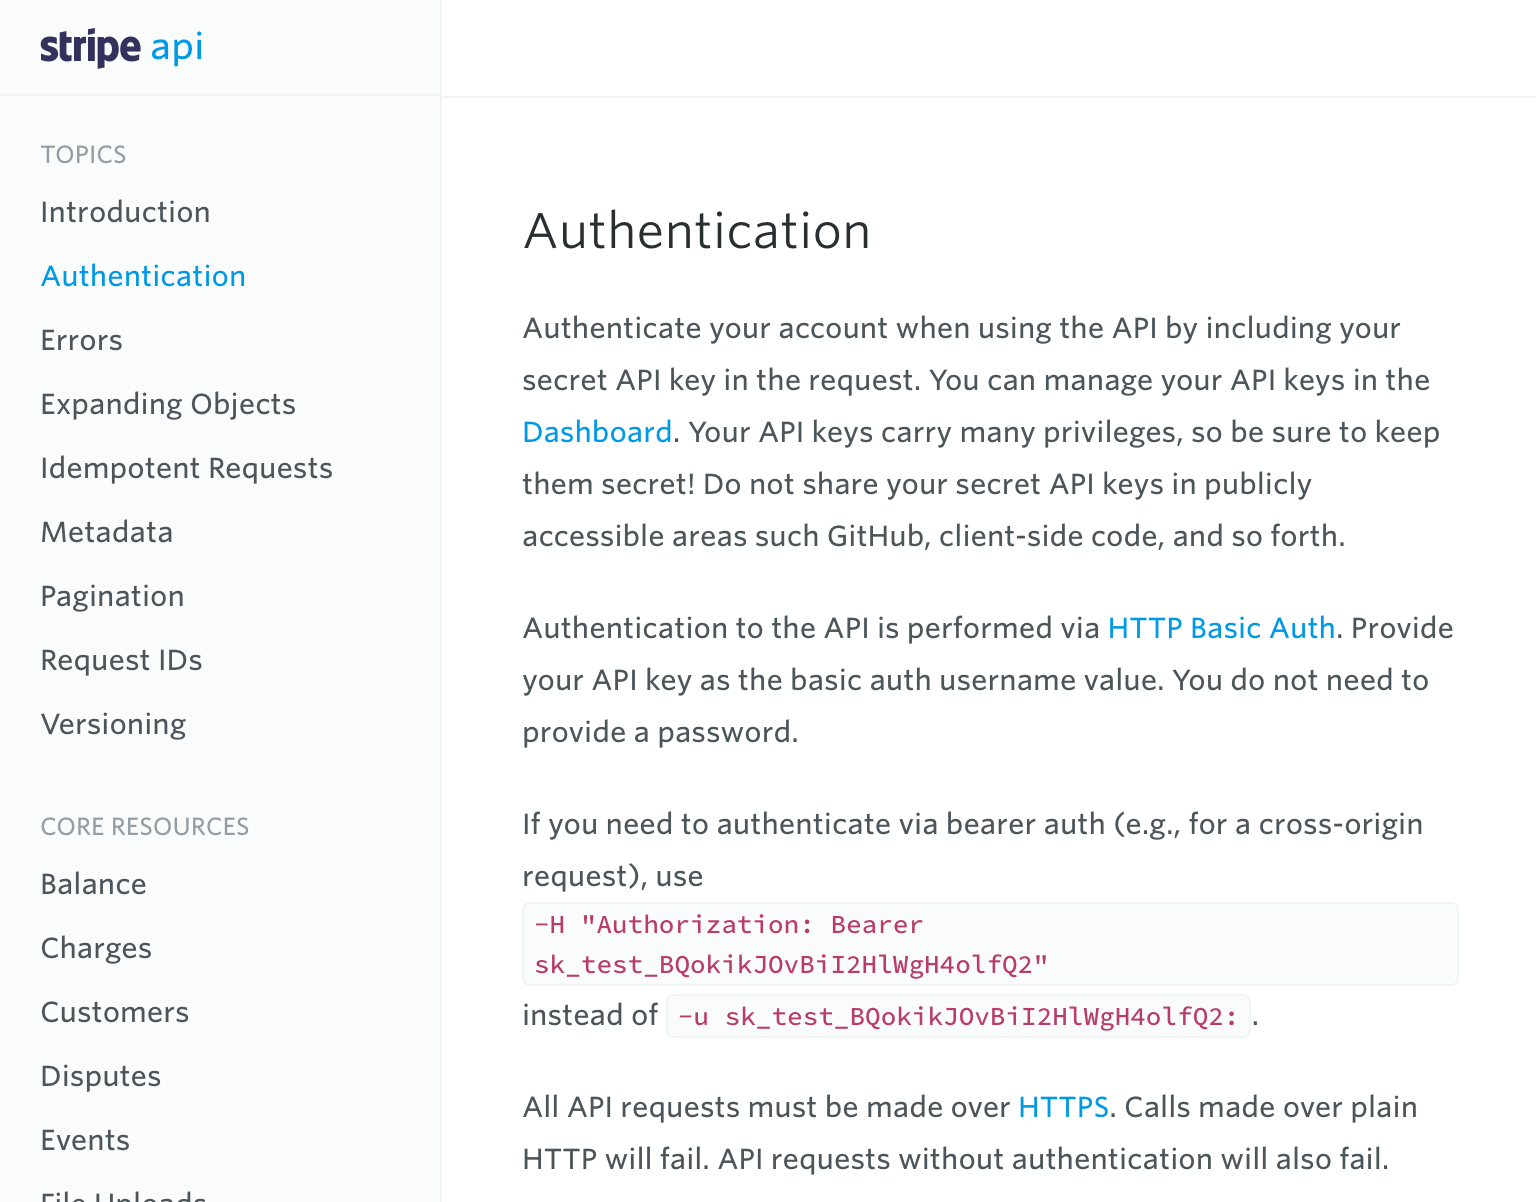 stripe api
TOPICS
Introduction
Authentication
Errors
Expanding Objects
Idempotent Requests
Metadata
Pagination
Request IDs
Versioning
CORE RESOURCES
Balance
Charges
Customers
Disputes
Events
File Uploads
Authentication
Authenticate your account when using the API by including your
secret API key in the request. You can manage your API keys in the
Dashboard. Your API keys carry many privileges, so be sure to keep
them secret! Do not share your secret API keys in publicly
accessible areas such GitHub, client-side code, and so forth.
Authentication to the API is performed via HTTP Basic Auth. Provide
your API key as the basic auth username value. You do not need to
provide a password.
If you need to authenticate via bearer auth (e.g., for a cross-origin
request), use
-H "Authorization: Bearer
sk_test_BQokikJOvBiI2HlWgH4olfQ2"
instead of -u sk_test_BQokikJOvBiI2HlWgH4olfQ2: .
All API requests must be made over HTTPS. Calls made over plain
HTTP will fail. API requests without authentication will also fail.